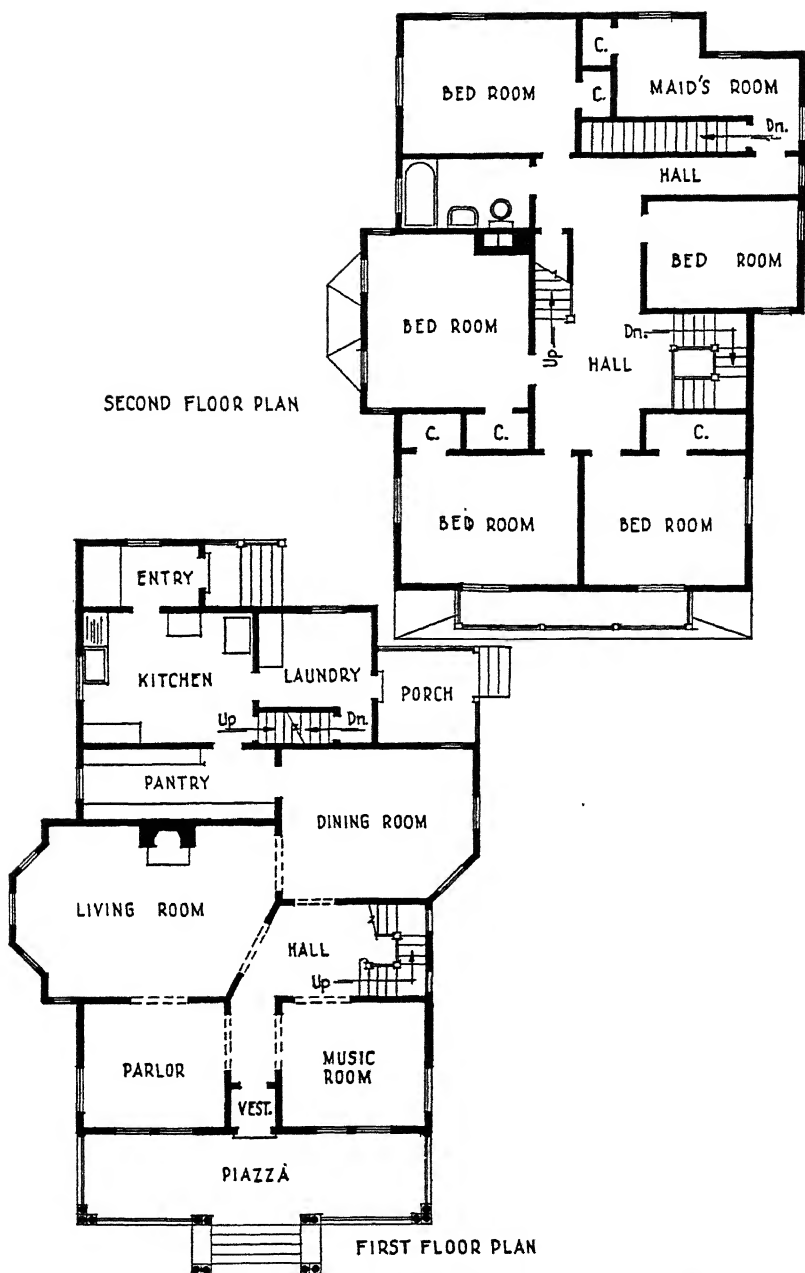 C.
BED ROOM
C.
MAID'S ROOM
Dn.
HALL
BED ROOM
BED ROOM
Up
Dn.
HALL
SECOND FLOOR PLAN
C.
C.
C.
BED ROOM
BED ROOM
ENTRY
KITCHEN
LAUNDRY
PORCH
Up
Dn.
PANTRY
DINING ROOM
LIVING ROOM
HALL
Up
PARLOR
MUSIC
ROOM
VEST.
PIAZZA
FIRST FLOOR PLAN